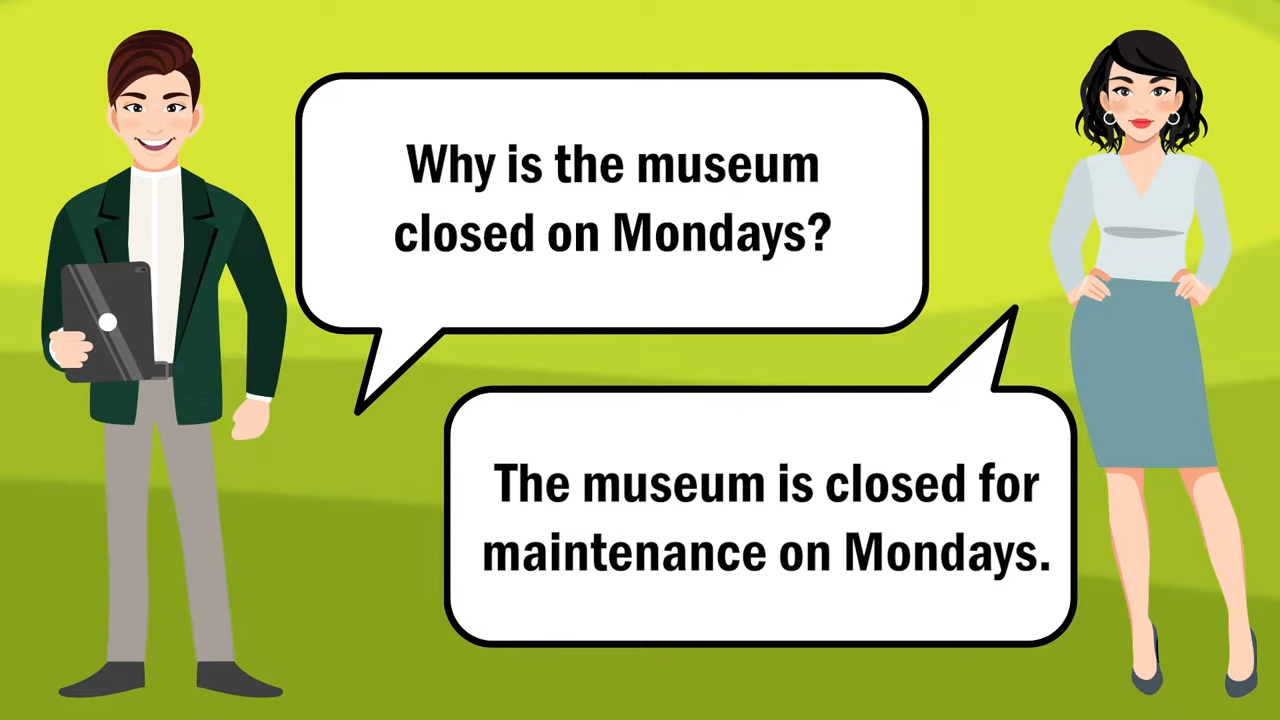 Why is the museum
closed on Mondays?
The museum is closed for
maintenance on Mondays.